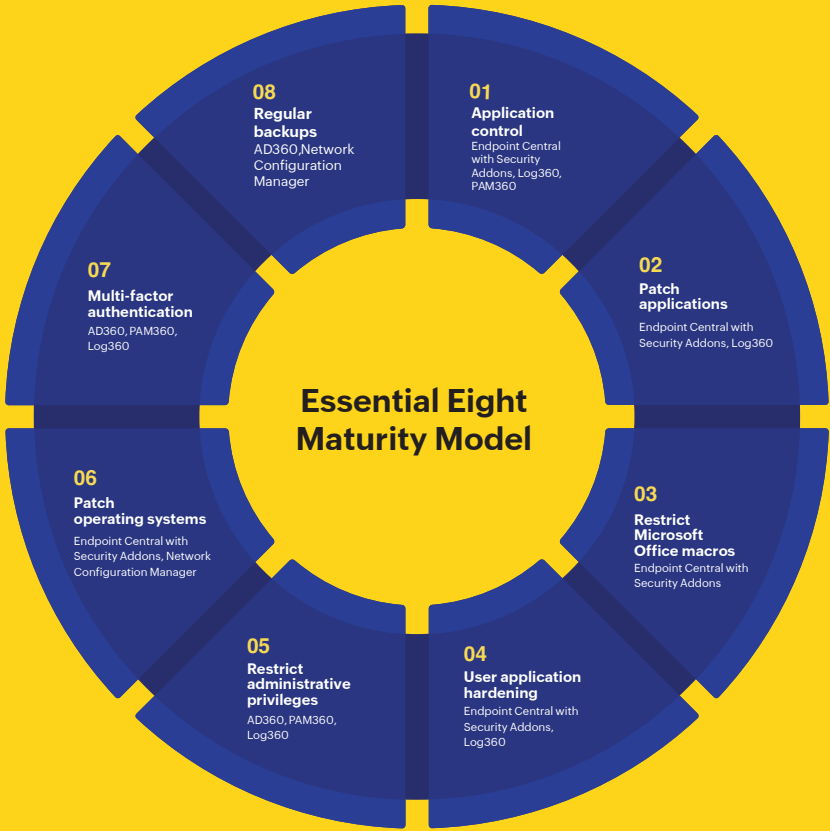 Essential Eight
Maturity Model
01
Application
control
Endpoint Central
with Security
Addons, Log360,
PAM360
02
Patch
applications
Endpoint Central with
Security Addons, Log360
03
Restrict
Microsoft
Office macros
Endpoint Central with
Security Addons
04
User application
hardening
Endpoint Central with
Security Addons,
Log360
05
Restrict
administrative
privileges
AD360, PAM360,
Log360
06
Patch
operating systems
Endpoint Central with
Security Addons, Network
Configuration Manager
07
Multi-factor
authentication
AD360, PAM360,
Log360
08
Regular
backups
AD360,Network
Configuration
Manager